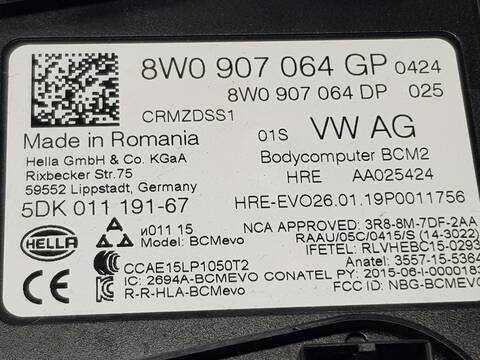 8W0 907 064 GP 0424
8W0 907 064 DP 025
CRMZDSS1
01S VW AG
Made in Romania
Hella GmbH & Co. KGaA
Rixbecker Str.75
59552 Lippstadt, Germany
Bodycomputer BCM2
HRE AA025424
5DK 011 191-67
HRE-EVO26.01.19P0011756
HELLA
И011 15
Model: BCMevo
NCA APPROVED: 3R8-8M-7DF-2AA
RAAU/05C/0415/S (14-3022)
IFETEL: RLVHEBC15-0293
Anatel: 3557-15-5364
CCAE15LP1050T2
IC: 2694A-BCMEVO CONATEL PY: 2015-06-I-0000183
R-R-HLA-BCMevo
FCC ID: NBG-BCMEVO